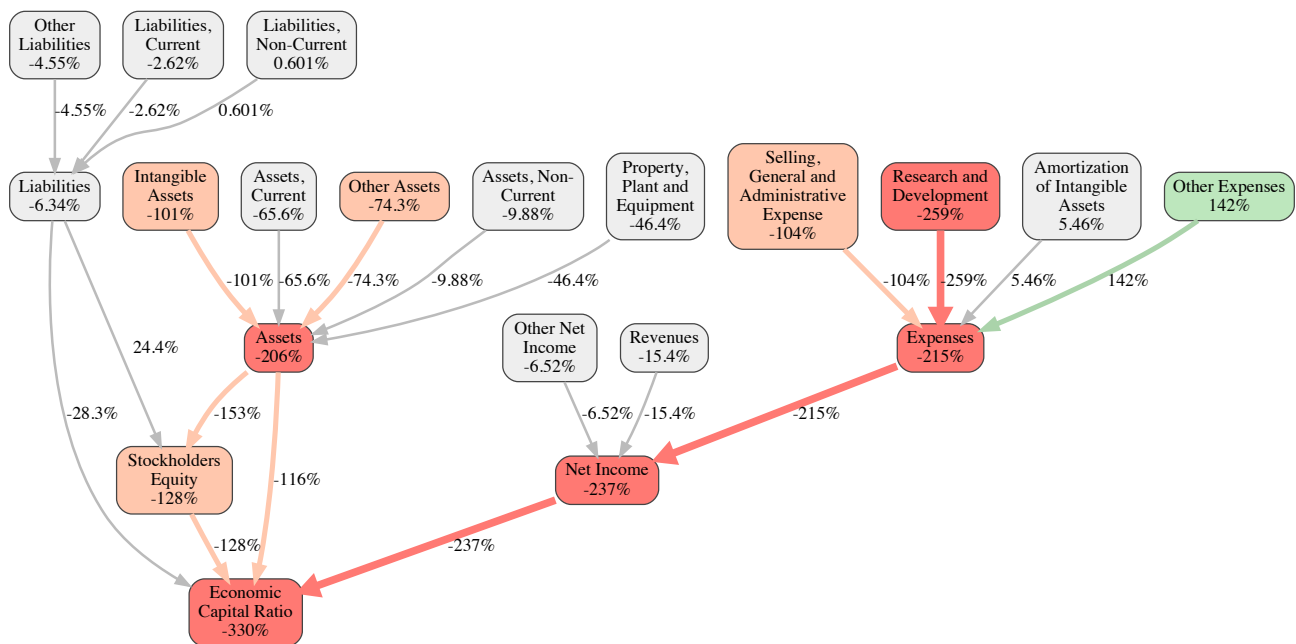 Other
Liabilities
-4.55%
Liabilities,
Current
-2.62%
Liabilities,
Non-Current
0.601%
-4.55%
-2.62%
0.601%
Liabilities
-6.34%
Intangible
Assets
-101%
Assets,
Current
-65.6%
Other Assets
-74.3%
Assets, Non-
Current
-9.88%
Property,
Plant and
Equipment
-46.4%
Selling,
General and
Administrative
Expense
-104%
Research and
Development
-259%
Amortization
of Intangible
Assets
5.46%
Other Expenses
142%
-101%
-65.6%
-74.3%
-9.88%
-46.4%
-104%
-259%
5.46%
142%
Assets
-206%
Other Net
Income
-6.52%
Revenues
-15.4%
Expenses
-215%
24.4%
-28.3%
-153%
-6.52%
-15.4%
-215%
Stockholders
Equity
-128%
-116%
Net Income
-237%
-128%
-237%
Economic
Capital Ratio
-330%